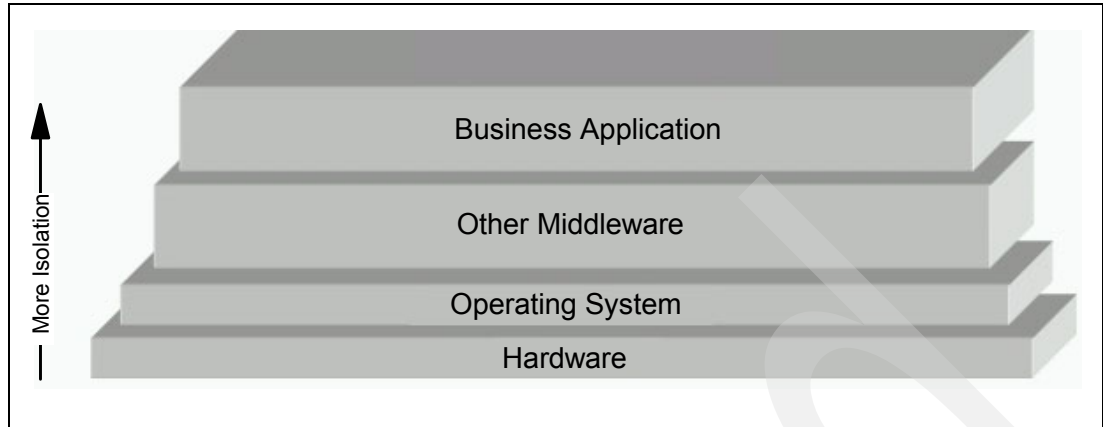 Business Application
Other Middleware
Operating System
Hardware
More Isolation